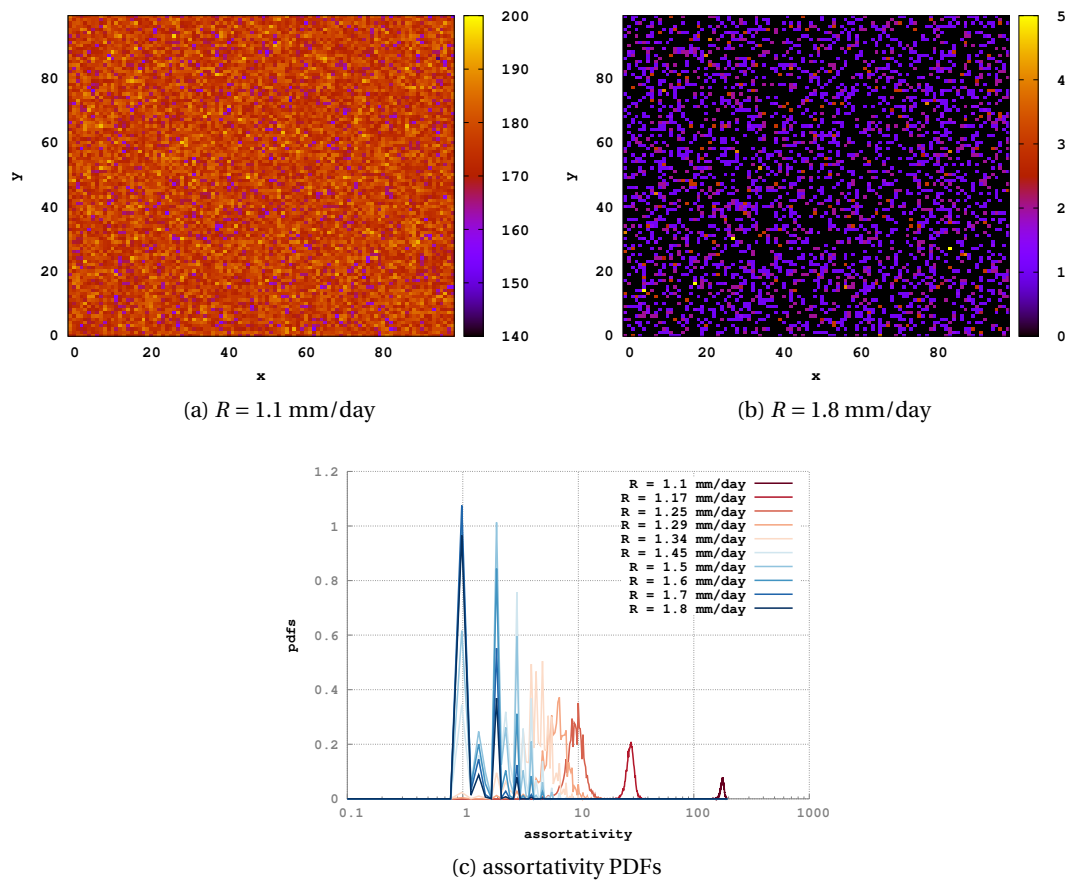 200
190
180
170
160
150
140
80
60
40
20
0
y
0 20 40 60 80
x
(a) R = 1.1 mm/day
5
4
3
2
1
0
80
60
40
20
0
y
0 20 40 60 80
x
(b) R = 1.8 mm/day
1.2
1
0.8
0.6
0.4
0.2
0
pdfs
R = 1.1 mm/day
R = 1.17 mm/day
R = 1.25 mm/day
R = 1.29 mm/day
R = 1.34 mm/day
R = 1.45 mm/day
R = 1.5 mm/day
R = 1.6 mm/day
R = 1.7 mm/day
R = 1.8 mm/day
0.1 1 10 100 1000
assortativity
(c) assortativity PDFs